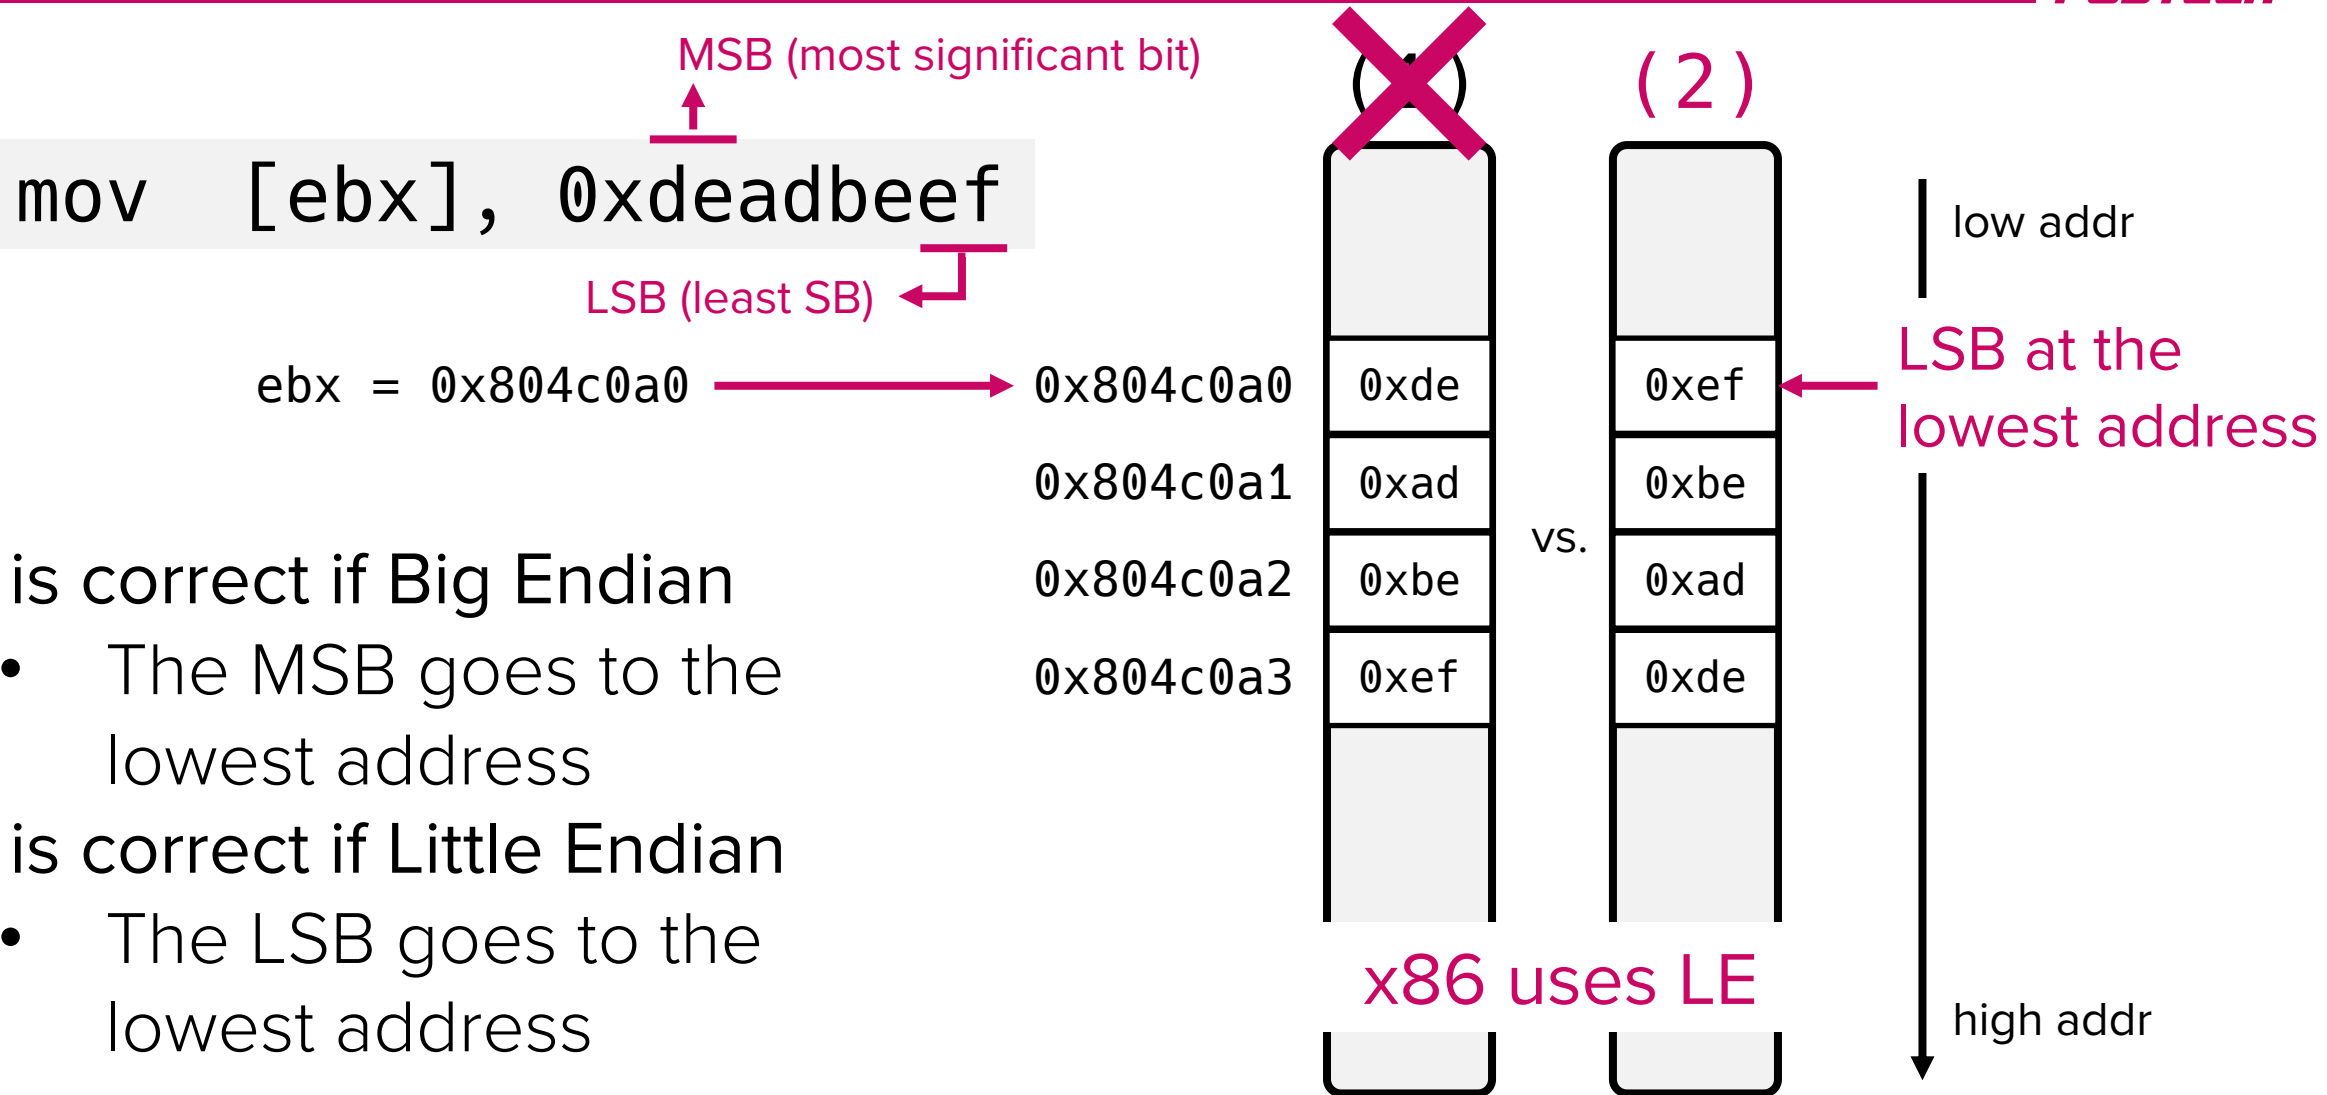 MSB (most significant bit)
(2)
mov [ebx], 0xdeadbeef
low addr
LSB (least SB)
LSB at the
lowest address
ebx = 0x804c0a0
0x804c0a0 0xde 0xef
0x804c0a1 0xad 0xbe
vs.
0x804c0a2 0xbe 0xad
0x804c0a3 0xef 0xde
is correct if Big Endian
• The MSB goes to the
lowest address
is correct if Little Endian
• The LSB goes to the
lowest address
x86 uses LE
high addr